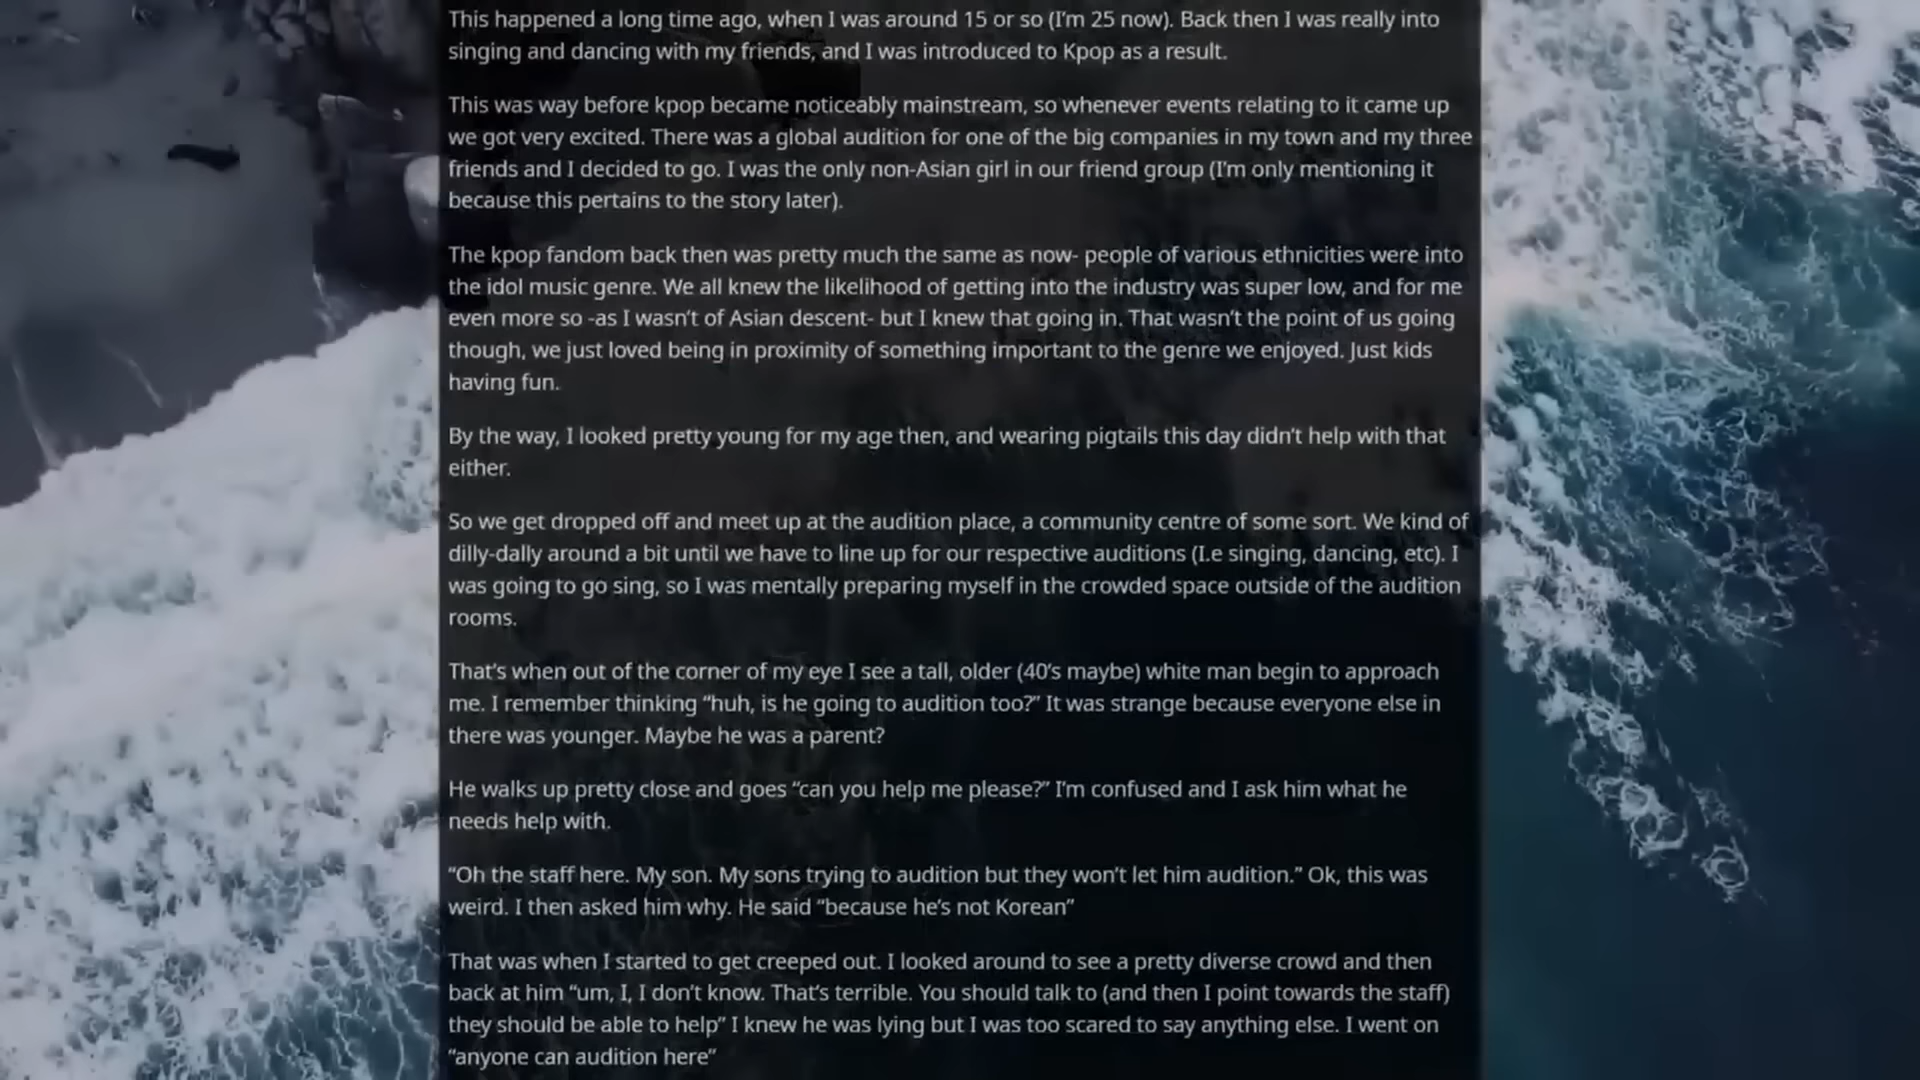 This happened a long time ago, when I was around 15 or so (I'm 25 now). Back then I was really into
singing and dancing with my friends, and I was introduced to Kpop as a result.
This was way before kpop became noticeably mainstream, so whenever events relating to it came up
we got very excited. There was a global audition for one of the big companies in my town and my three
friends and I decided to go. I was the only non-Asian girl in our friend group (I'm only mentioning it
because this pertains to the story later).
The kpop fandom back then was pretty much the same as now- people of various ethnicities were into
the idol music genre. We all knew the likelihood of getting into the industry was super low, and for me
even more so -as I wasn't of Asian descent- but I knew that going in. That wasn't the point of us going
though, we just loved being in proximity of something important to the genre we enjoyed. Just kids
having fun.
By the way, I looked pretty young for my age then, and wearing pigtails this day didn't help with that
either.
So we get dropped off and meet up at the audition place, a community centre of some sort. We kind of
dilly-dally around a bit until we have to line up for our respective auditions (I.e singing, dancing, etc). I
was going to go sing, so I was mentally preparing myself in the crowded space outside of the audition
rooms.
That's when out of the corner of my eye I see a tall, older (40's maybe) white man begin to approach
me. I remember thinking “huh, is he going to audition too?” It was strange because everyone else in
there was younger. Maybe he was a parent?
He walks up pretty close and goes “can you help me please?” I'm confused and I ask him what he
needs help with.
“Oh the staff here. My son. My sons trying to audition but they won't let him audition.” Ok, this was
weird. I then asked him why. He said “because he's not Korean”
That was when I started to get creeped out. I looked around to see a pretty diverse crowd and then
back at him “um, I, I don't know. That's terrible. You should talk to (and then I point towards the staff)
they should be able to help” I knew he was lying but I was too scared to say anything else. I went on
“anyone can audition here”